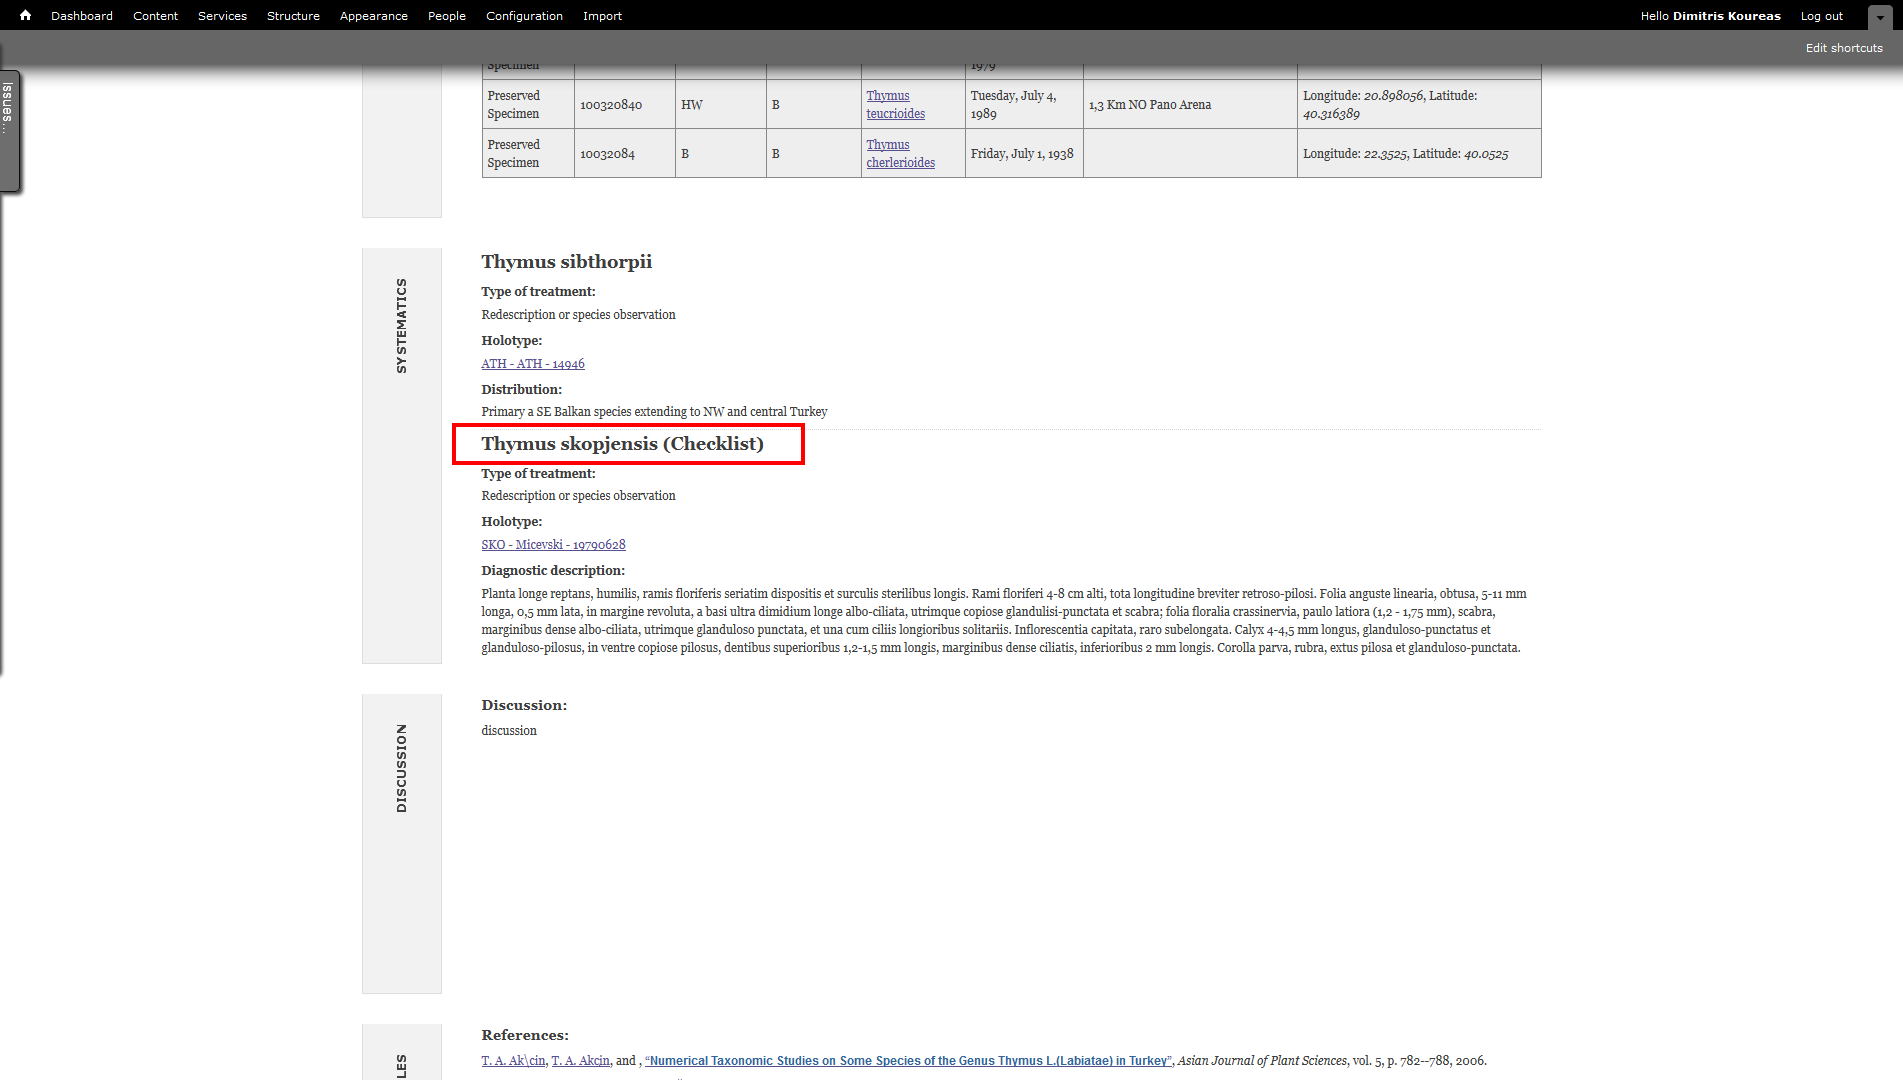 Dashboard Content Services Structure Appearance People Configuration Import Hello Dimitris Koureas Log out
Edit shortcuts
Issues...
Specimen 1979
Preserved Specimen 100320840 HW B Thymus teucrioides Tuesday, July 4, 1989 1,3 Km NO Pano Arena Longitude: 20.898056, Latitude: 40.316389
Preserved Specimen 10032084 B B Thymus cherlerioides Friday, July 1, 1938 Longitude: 22.3525, Latitude: 40.0525
SYSTEMATICS
Thymus sibthorpii
Type of treatment:
Redescription or species observation
Holotype:
ATH - ATH - 14946
Distribution:
Primary a SE Balkan species extending to NW and central Turkey
Thymus skopjensis (Checklist)
Type of treatment:
Redescription or species observation
Holotype:
SKO - Micevski - 19790628
Diagnostic description:
Planta longe reptans, humilis, ramis floriferis seriatim dispositis et surculis sterilibus longis. Rami floriferi 4-8 cm alti, tota longitudine breviter retroso-pilosi. Folia anguste linearia, obtusa, 5-11 mm
longa, 0,5 mm lata, in margine revoluta, a basi ultra dimidium longe albo-ciliata, utrimque copiose glandulisi-punctata et scabra; folia floralia crassinervia, paulo latiora (1,2 - 1,75 mm), scabra,
marginibus dense albo-ciliata, utrimque glanduloso punctata, et una cum ciliis longioribus solitariis. Inflorescentia capitata, raro subelongata. Calyx 4-4,5 mm longus, glanduloso-punctatus et
glanduloso-pilosus, in ventre copiose pilosus, dentibus superioribus 1,2-1,5 mm longis, marginibus dense ciliatis, inferioribus 2 mm longis. Corolla parva, rubra, extus pilosa et glanduloso-punctata.
DISCUSSION
Discussion:
discussion
LES
References:
T. A. Ak\cin, T. A. Akcin, and , “Numerical Taxonomic Studies on Some Species of the Genus Thymus L.(Labiatae) in Turkey”, Asian Journal of Plant Sciences, vol. 5, p. 782--788, 2006.